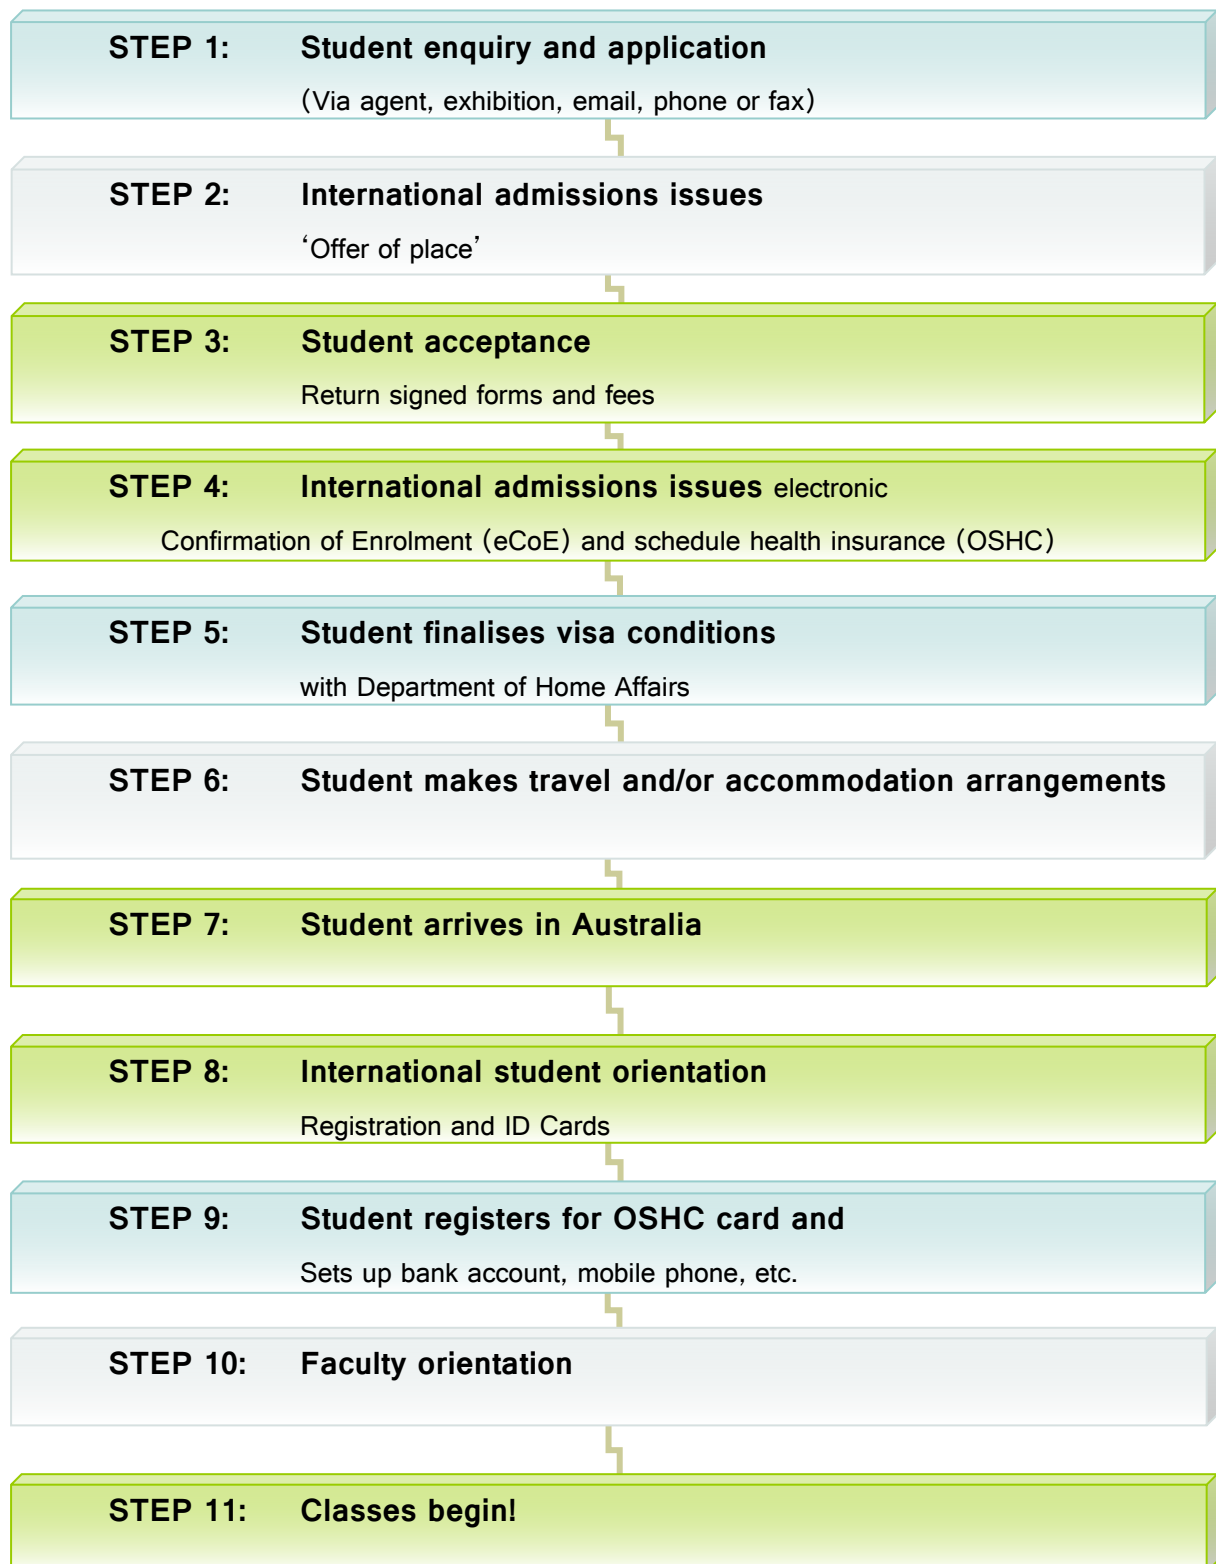 STEP 1: Student enquiry and application
(Via agent, exhibition, email, phone or fax)
STEP 2: International admissions issues
‘Offer of place’
STEP 3: Student acceptance
Return signed forms and fees
STEP 4: International admissions issues electronic
Confirmation of Enrolment (eCoE) and schedule health insurance (OSHC)
STEP 5: Student finalises visa conditions
with Department of Home Affairs
STEP 6: Student makes travel and/or accommodation arrangements
STEP 7: Student arrives in Australia
STEP 8: International student orientation
Registration and ID Cards
STEP 9: Student registers for OSHC card and
Sets up bank account, mobile phone, etc.
STEP 10: Faculty orientation
STEP 11: Classes begin!